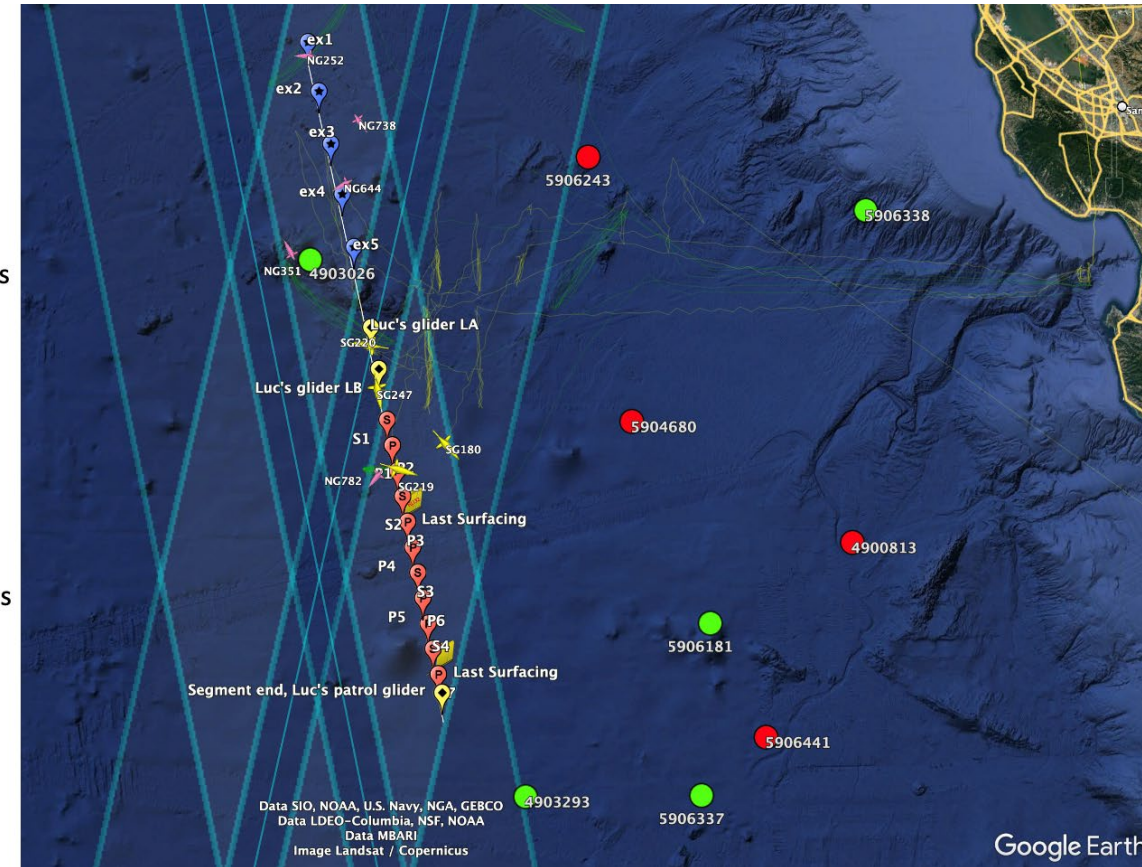 ex1
NG252
ex2
NG738
ex3
5906243
ex4
NG644
5906338
ex5
S
NG351
4903026
Luc's glider LA
SG220
Luc's glider LB
SG247
S
5904680
S1
P
SG180
P2
NG782
SG219
S
Last Surfacing
S2
P
P3
4900813
P4
S
S3
S
P5
P6
5906181
S4
P
Last Surfacing
Segment end, Luc's patrol glider
5906441
4903293
5906337
Data SIO, NOAA, U.S. Navy, NGA, GEBCO
Data LDEO-Columbia, NSF, NOAA
Data MBARI
Image Landsat / Copernicus
Google Earth